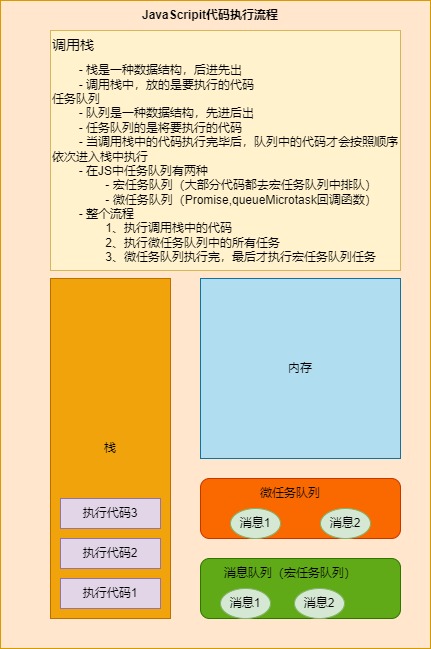 JavaScripit代码执行流程
调用栈
- 栈是一种数据结构，后进先出
- 调用栈中，放的是要执行的代码
任务队列
- 队列是一种数据结构，先进后出
- 任务队列的是将要执行的代码
- 当调用栈中的代码执行完毕后，队列中的代码才会按照顺序
依次进入栈中执行
- 在JS中任务队列有两种
- 宏任务队列（大部分代码都去宏任务队列中排队）
- 微任务队列（Promise,queueMicrotask回调函数）
- 整个流程
1、执行调用栈中的代码
2、执行微任务队列中的所有任务
3、微任务队列执行完，最后才执行宏任务队列任务
内存
栈
微任务队列
执行代码3
消息1
消息2
执行代码2
消息队列（宏任务队列）
执行代码1
消息1
消息2